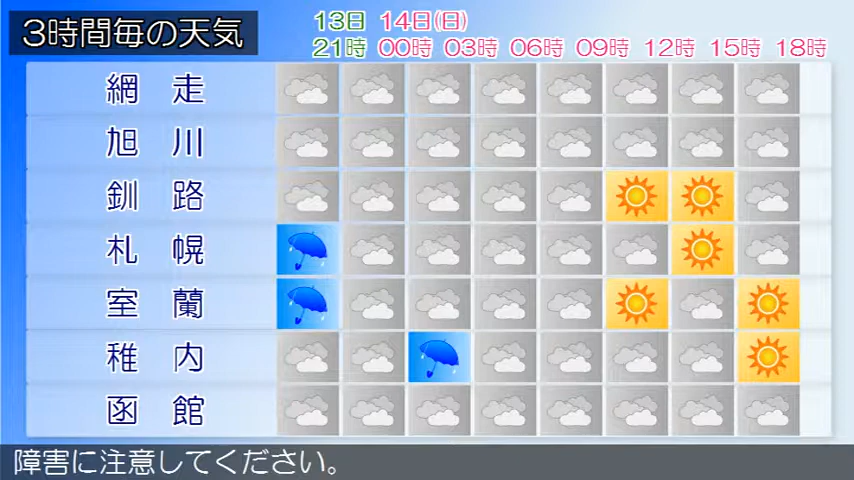 3時間毎の天気
13日 14日(日)
21時 00時 03時 06時 09時 12時 15時 18時
網走
旭川
釧路
札幌
室蘭
稚内
函館
障害に注意してください。